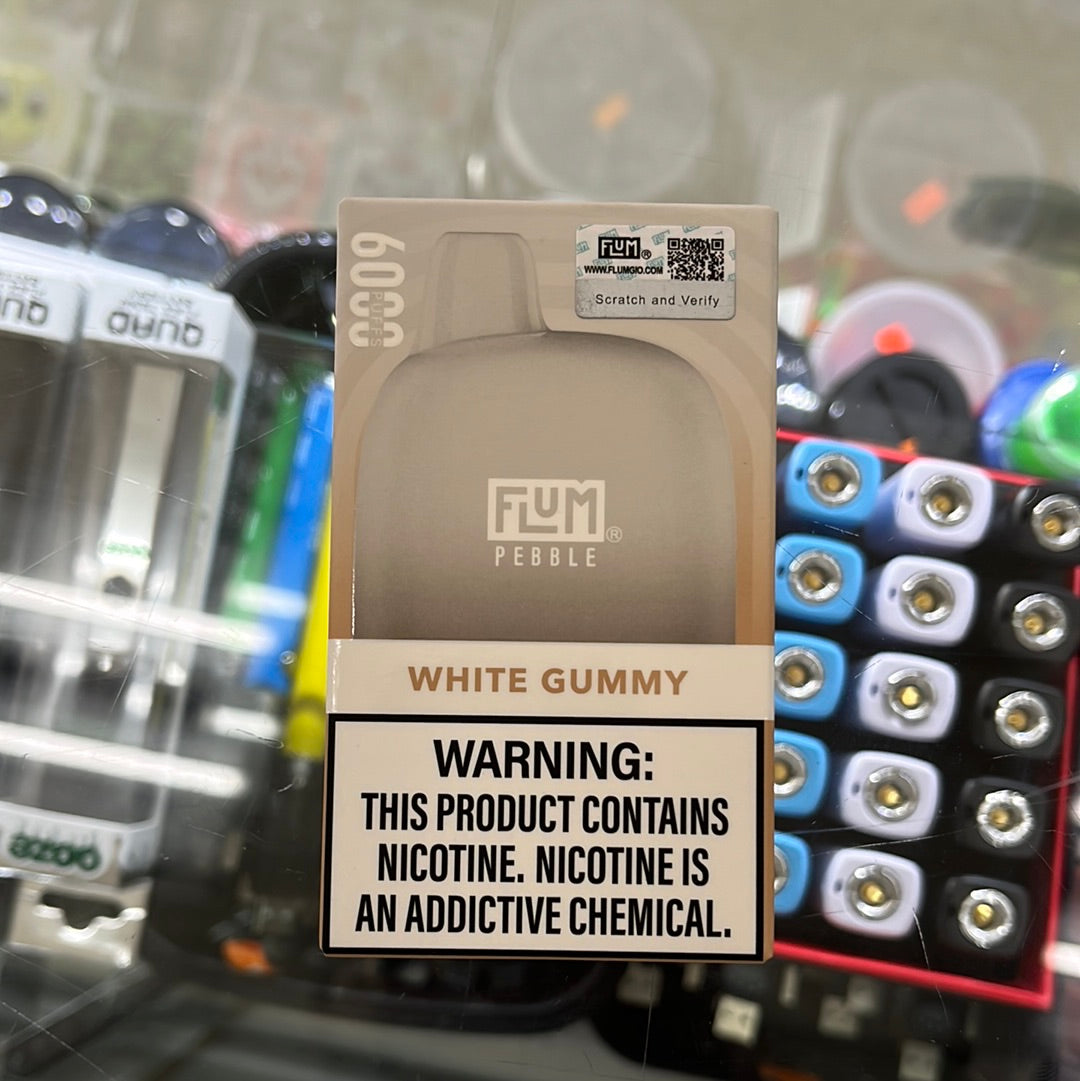 6000
PUFFS
FLUM®
WWW.FLUMGIO.COM
Scratch and Verify
FLUM®
PEBBLE
WHITE GUMMY
WARNING:
THIS PRODUCT CONTAINS
NICOTINE. NICOTINE IS
AN ADDICTIVE CHEMICAL.
QUAD
QUAD
ooze